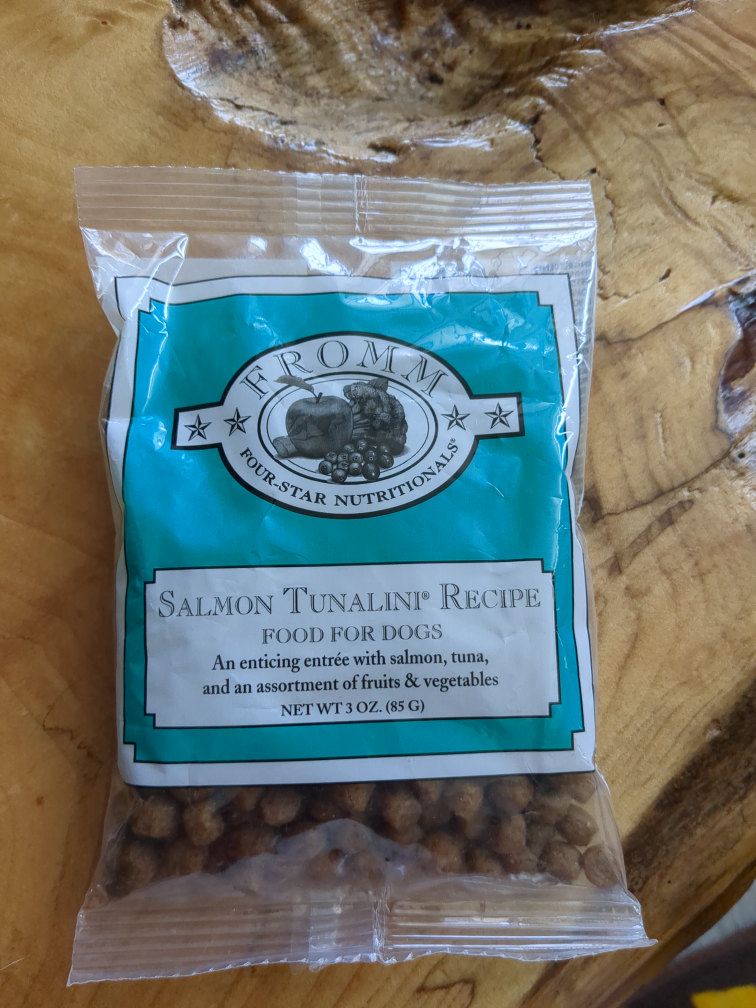 FROMM
FOUR-STAR NUTRITIONALS®
SALMON TUNALINI® RECIPE
FOOD FOR DOGS
An enticing entrée with salmon, tuna,
and an assortment of fruits & vegetables
NET WT 3 OZ. (85 G)